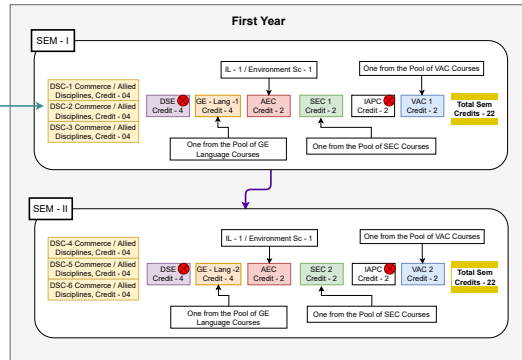 First Year
SEM - I
IL - 1 / Environment Sc - 1
One from the Pool of VAC Courses
DSC-1 Commerce / Allied
Disciplines, Credit - 04
DSC-2 Commerce / Allied
Disciplines, Credit - 04
DSC-3 Commerce / Allied
Disciplines, Credit - 04
DSE
Credit - 4
GE - Lang -1
Credit - 4
AEC
Credit - 2
SEC 1
Credit - 2
IAPC
Credit - 2
VAC 1
Credit - 2
Total Sem
Credits - 22
One from the Pool of GE
Language Courses
One from the Pool of SEC Courses
SEM - II
IL - 1 / Environment Sc - 1
One from the Pool of VAC Courses
DSC-4 Commerce / Allied
Disciplines, Credit - 04
DSC-5 Commerce / Allied
Disciplines, Credit - 04
DSC-6 Commerce / Allied
Disciplines, Credit - 04
DSE
Credit - 4
GE - Lang -2
Credit - 4
AEC
Credit - 2
SEC 2
Credit - 2
IAPC
Credit - 2
VAC 2
Credit - 2
Total Sem
Credits - 22
One from the Pool of GE
Language Courses
One from the Pool of SEC Courses